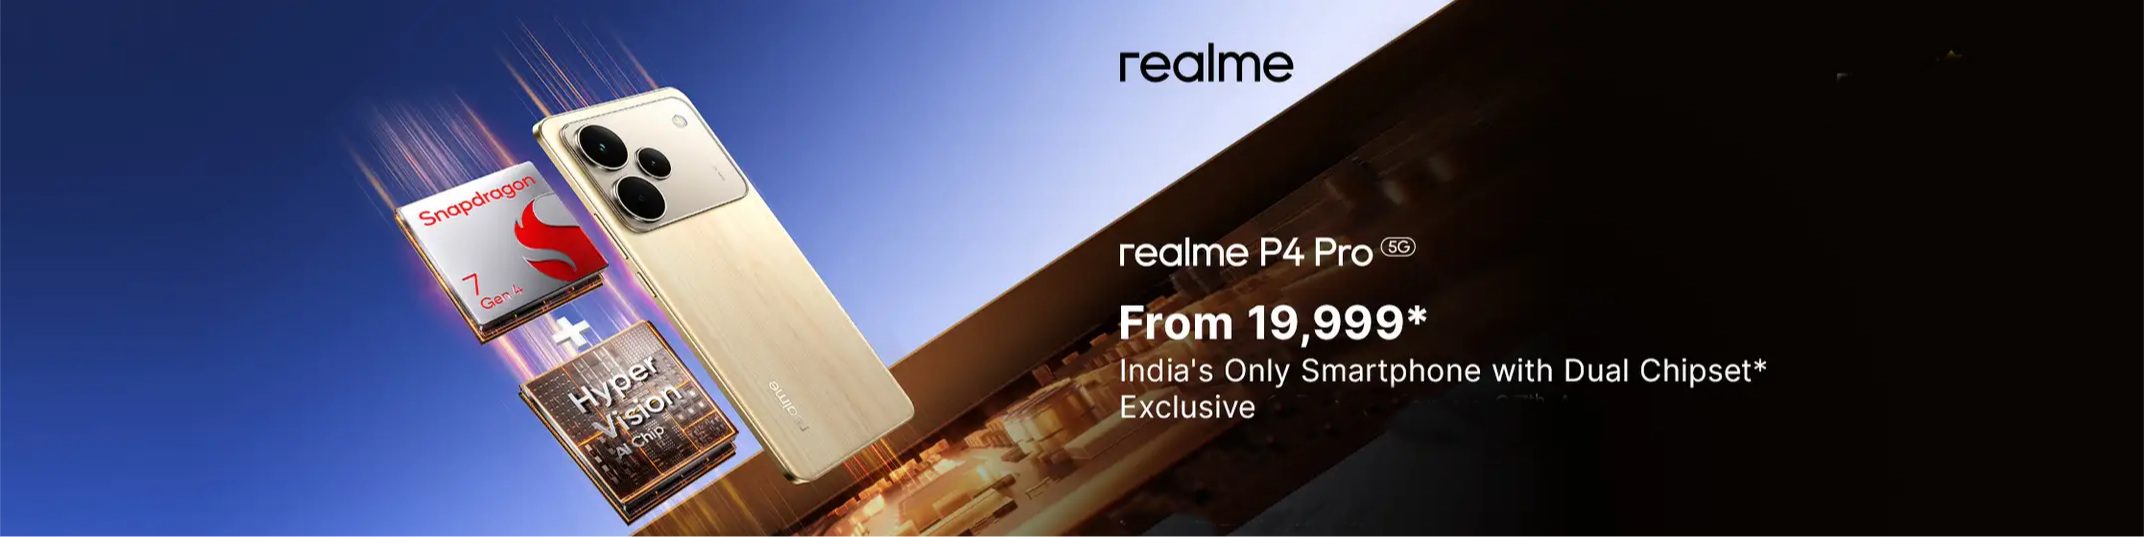 realme
Snapdragon
7
Gen 4
+
Hyper
Vision
AI Chip
realme
realme P4 Pro 5G
From 19,999*
India's Only Smartphone with Dual Chipset*
Exclusive